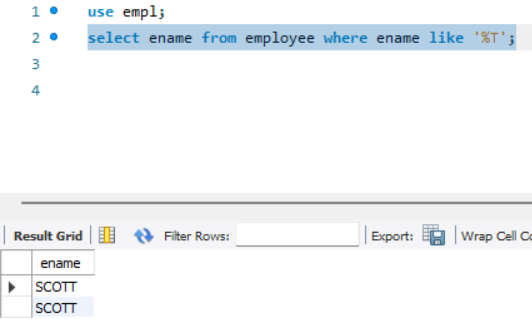 1 use empl;
2 select ename from employee where ename like '%T';
3
4
Result Grid Filter Rows: Export: Wrap Cell Co
ename
SCOTT
SCOTT